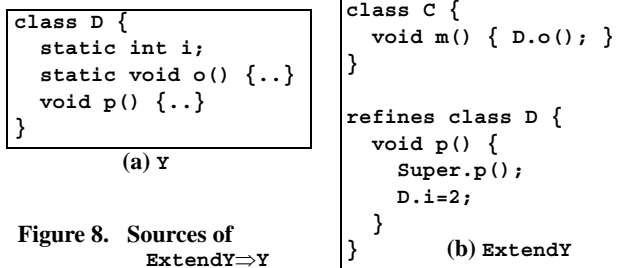 class D {
static int i;
static void o() {..}
void p() {..}
}
(a) Y
Figure 8. Sources of
ExtendY⇒Y
class C {
void m() { D.o(); }
}
refines class D {
void p() {
Super.p();
D.i=2;
}
}
(b) ExtendY